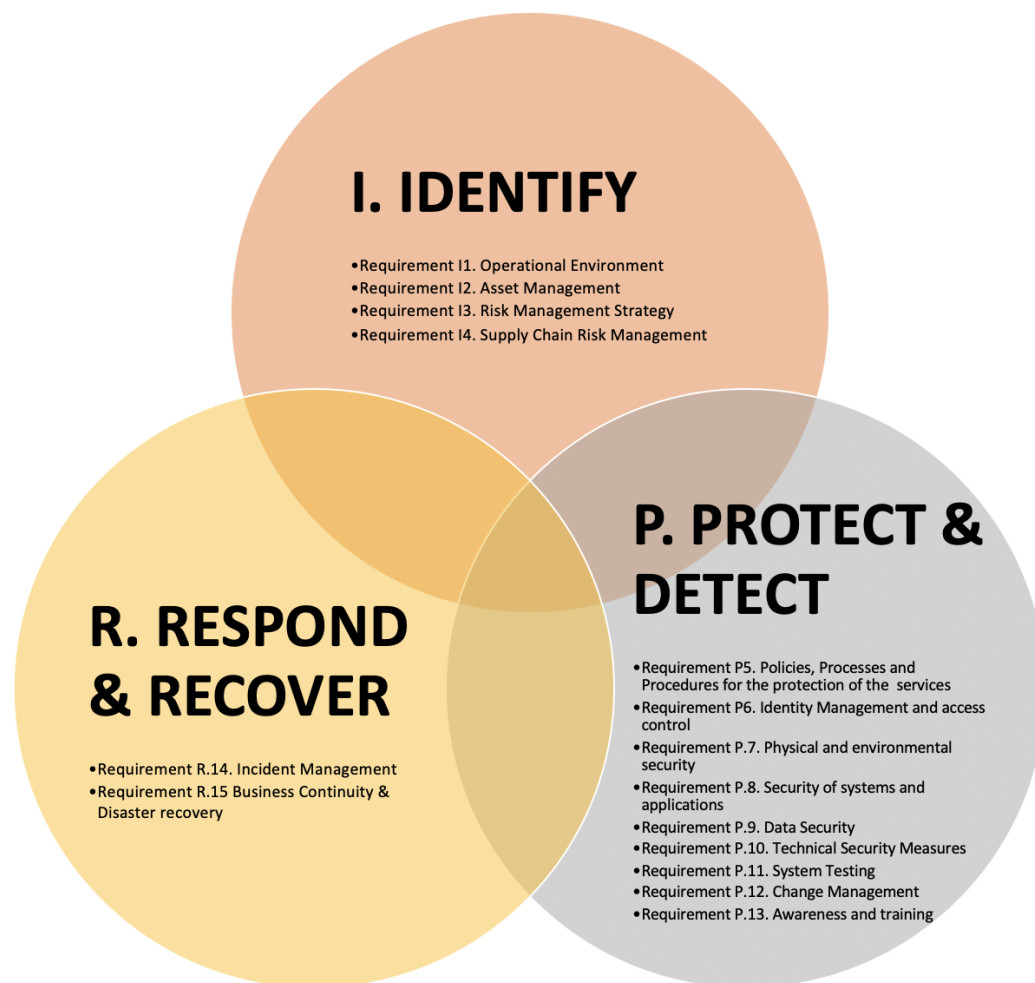 I. IDENTIFY
•Requirement I1. Operational Environment
•Requirement I2. Asset Management
•Requirement I3. Risk Management Strategy
•Requirement I4. Supply Chain Risk Management
P. PROTECT &
DETECT
•Requirement P5. Policies, Processes and
Procedures for the protection of the  services
•Requirement P6. Identity Management and access
control
•Requirement P.7. Physical and environmental
security
•Requirement P.8. Security of systems and
applications
•Requirement P.9. Data Security
•Requirement P.10. Technical Security Measures
•Requirement P.11. System Testing
•Requirement P.12. Change Management
•Requirement P.13. Awareness and training
R. RESPOND
& RECOVER
•Requirement R.14. Incident Management
•Requirement R.15 Business Continuity &
Disaster recovery